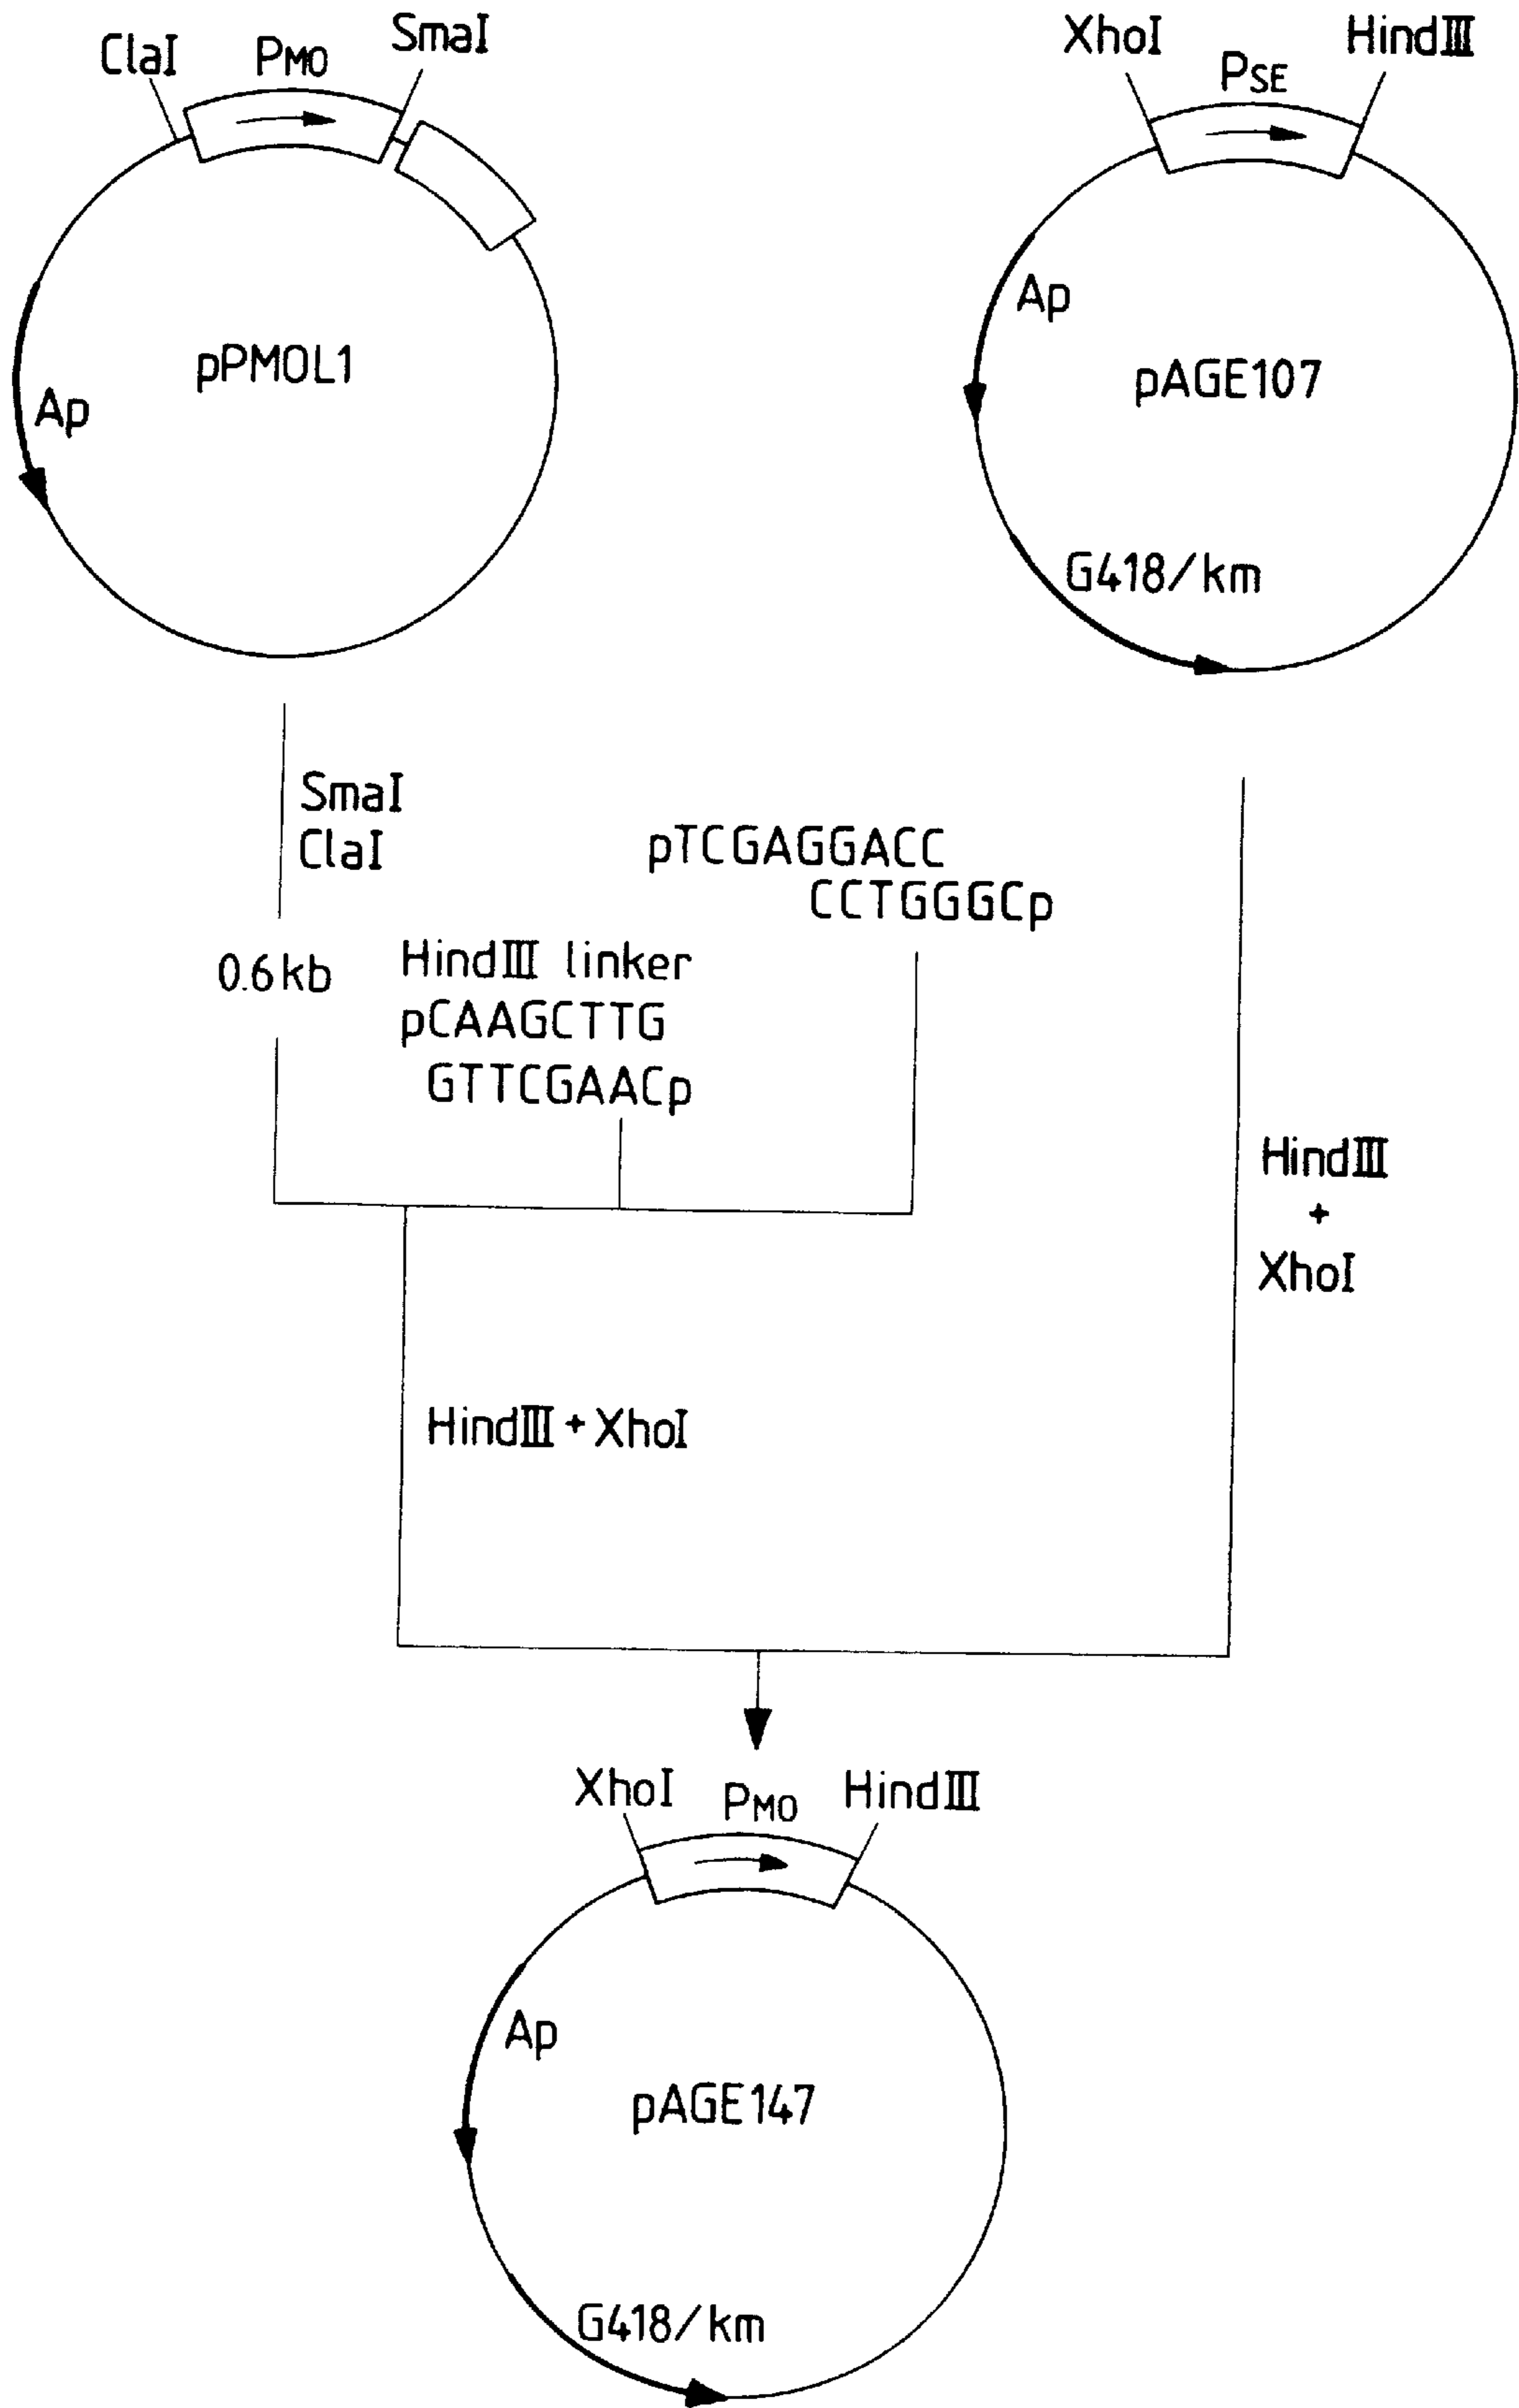 ClaI
PMO
SmaI
XhoI
PSE
HindIII
Ap
pPMOL1
Ap
pAGE107
G418/km
SmaI
ClaI
pTCGAGGACC
CCTGGGCp
0.6kb
HindIII linker
pCAAGCTTG
GTTCGAACp
HindIII
+
XhoI
HindIII + XhoI
XhoI
PMO
HindIII
Ap
pAGE147
G418/km